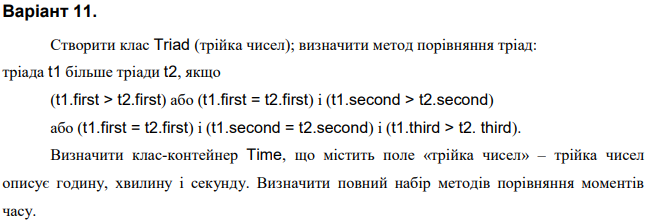 Варіант 11.
Створити клас Triad (трійка чисел); визначити метод порівняння тріад:
тріада t1 більше тріади t2, якщо
(t1.first > t2.first) або (t1.first = t2.first) і (t1.second > t2.second)
або (t1.first = t2.first) і (t1.second = t2.second) і (t1.third > t2. third).
Визначити клас-контейнер Time, що містить поле «трійка чисел» – трійка чисел
описує годину, хвилину і секунду. Визначити повний набір методів порівняння моментів
часу.